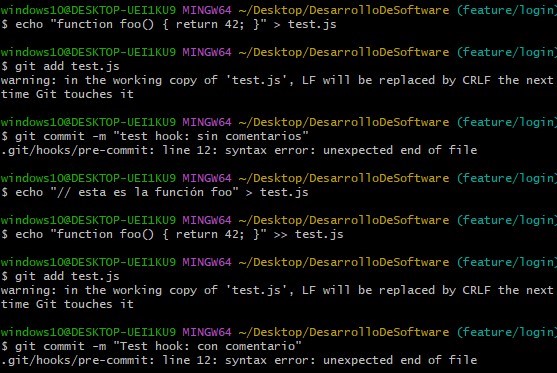 windows10@DESKTOP-UEI1KU9 MINGW64 ~/Desktop/DesarrolloDeSoftware (feature/login)
$ echo "function foo() { return 42; }" > test.js
windows10@DESKTOP-UEI1KU9 MINGW64 ~/Desktop/DesarrolloDeSoftware (feature/login)
$ git add test.js
warning: in the working copy of 'test.js', LF will be replaced by CRLF the next
time Git touches it
windows10@DESKTOP-UEI1KU9 MINGW64 ~/Desktop/DesarrolloDeSoftware (feature/login)
$ git commit -m "test hook: sin comentarios"
.git/hooks/pre-commit: line 12: syntax error: unexpected end of file
windows10@DESKTOP-UEI1KU9 MINGW64 ~/Desktop/DesarrolloDeSoftware (feature/login)
$ echo "// esta es la función foo" > test.js
windows10@DESKTOP-UEI1KU9 MINGW64 ~/Desktop/DesarrolloDeSoftware (feature/login)
$ echo "function foo() { return 42; }" >> test.js
windows10@DESKTOP-UEI1KU9 MINGW64 ~/Desktop/DesarrolloDeSoftware (feature/login)
$ git add test.js
warning: in the working copy of 'test.js', LF will be replaced by CRLF the next
time Git touches it
windows10@DESKTOP-UEI1KU9 MINGW64 ~/Desktop/DesarrolloDeSoftware (feature/login)
$ git commit -m "Test hook: con comentario"
.git/hooks/pre-commit: line 12: syntax error: unexpected end of file